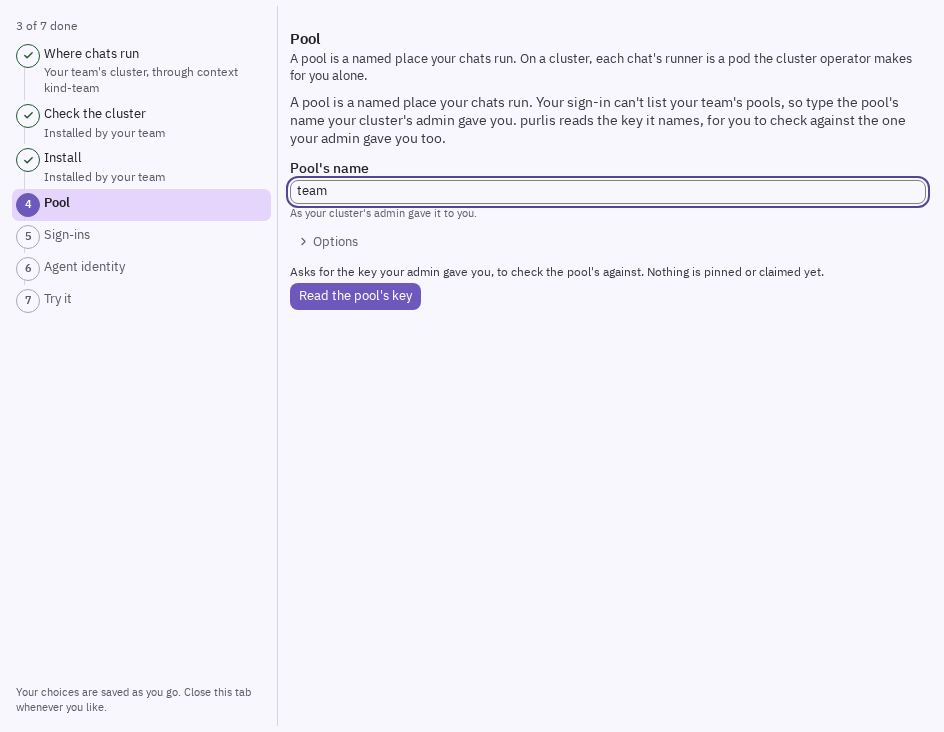 3 of 7 done
Where chats run
Your team's cluster, through context
kind-team
Check the cluster
Installed by your team
Install
Installed by your team
4 Pool
5 Sign-ins
6 Agent identity
7 Try it
Your choices are saved as you go. Close this tab
whenever you like.
Pool
A pool is a named place your chats run. On a cluster, each chat's runner is a pod the cluster operator makes
for you alone.
A pool is a named place your chats run. Your sign-in can't list your team's pools, so type the pool's
name your cluster's admin gave you. purlis reads the key it names, for you to check against the one
your admin gave you too.
Pool's name
team
As your cluster's admin gave it to you.
Options
Asks for the key your admin gave you, to check the pool's against. Nothing is pinned or claimed yet.
Read the pool's key